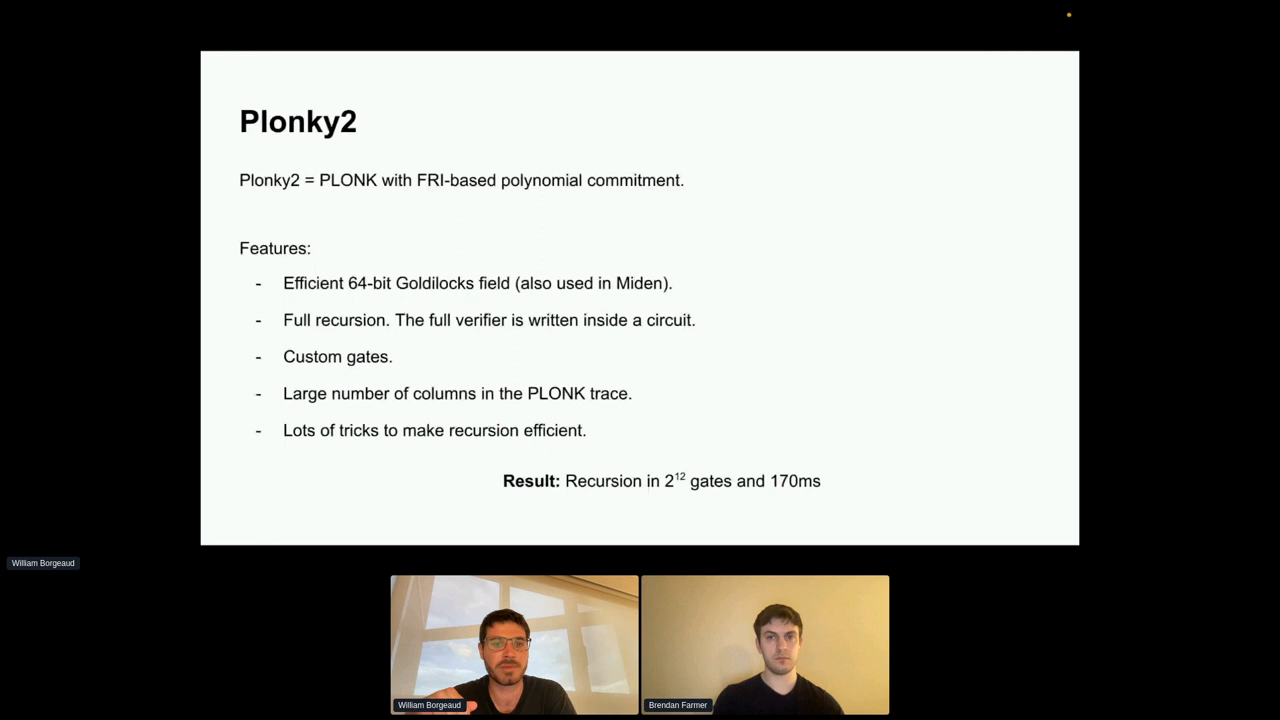 Plonky2
Plonky2 = PLONK with FRI-based polynomial commitment.
Features:
- Efficient 64-bit Goldilocks field (also used in Miden).
- Full recursion. The full verifier is written inside a circuit.
- Custom gates.
- Large number of columns in the PLONK trace.
- Lots of tricks to make recursion efficient.
Result: Recursion in 2¹² gates and 170ms
William Borgeaud
William Borgeaud
Brendan Farmer